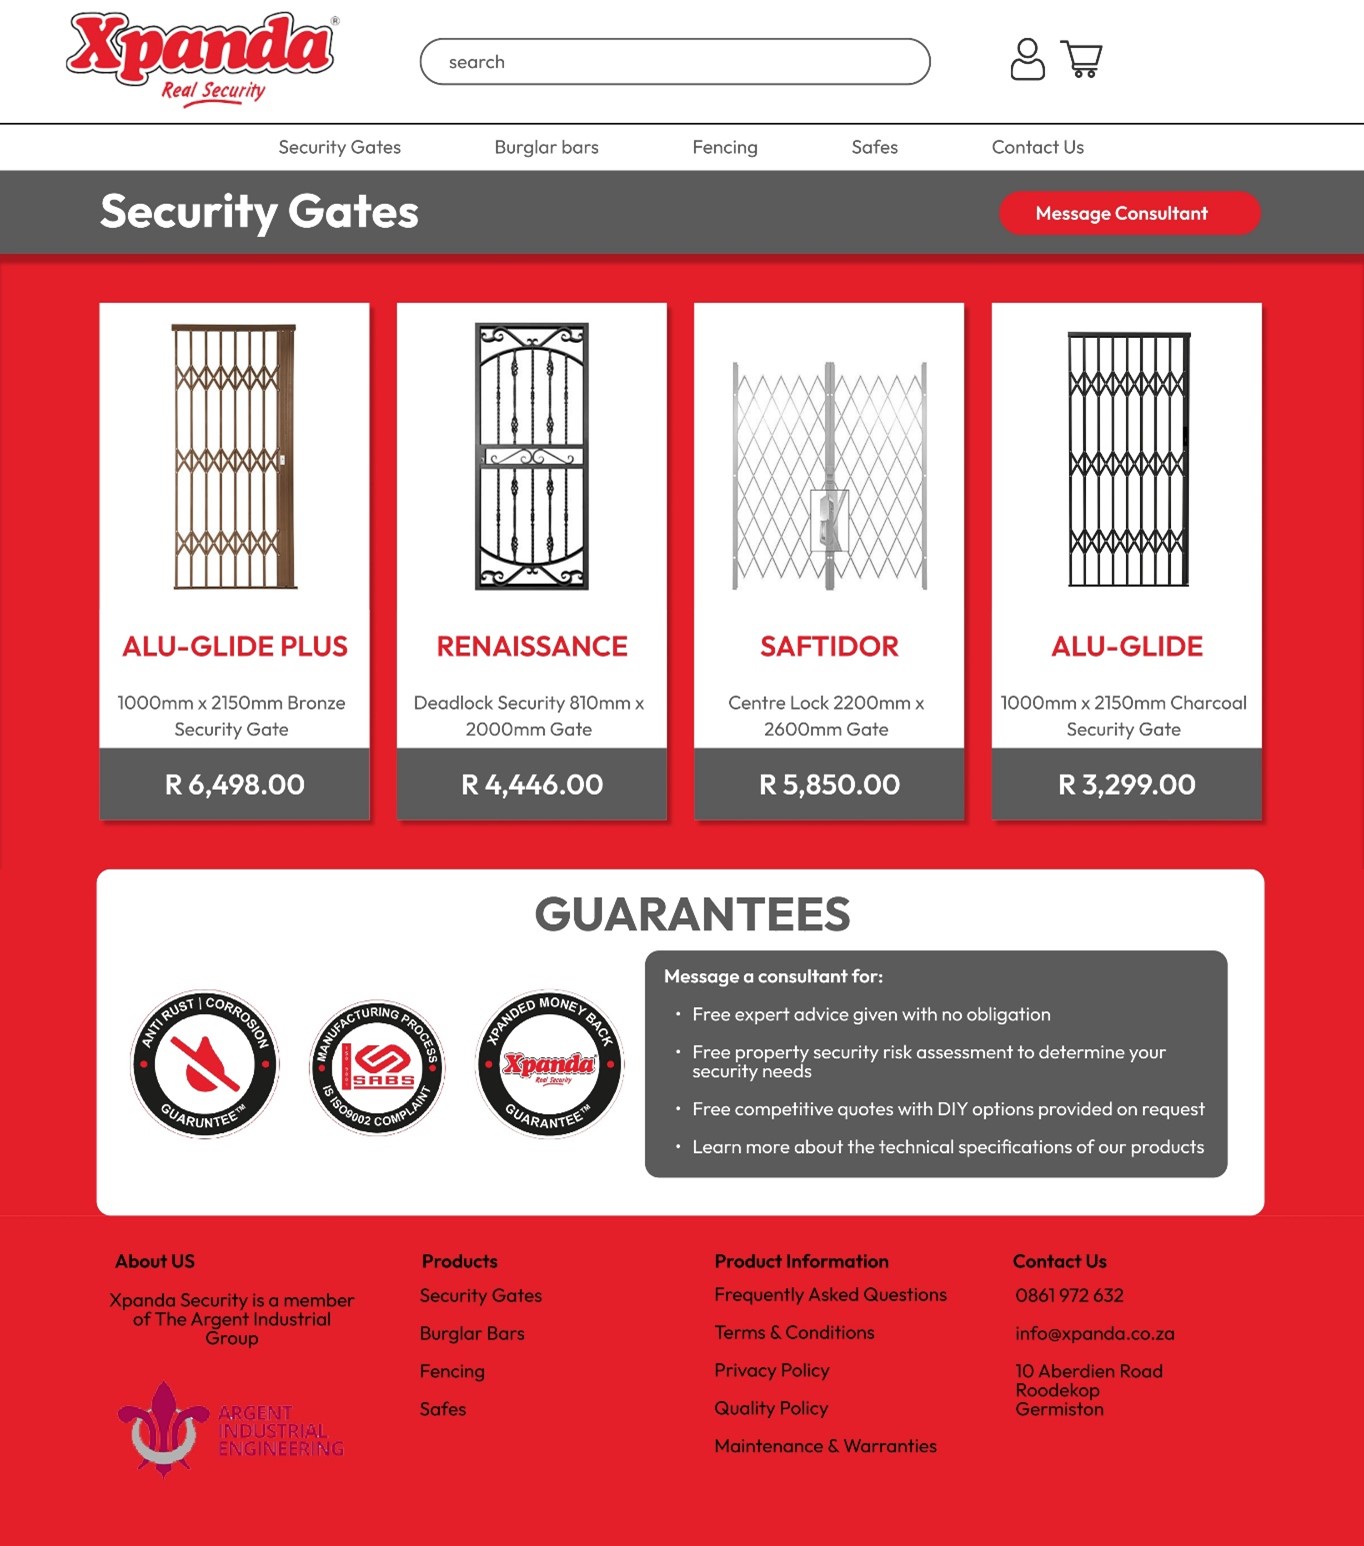 Xpanda®
Real Security
search
Security Gates
Burglar bars
Fencing
Safes
Contact Us
Security Gates
Message Consultant
ALU-GLIDE PLUS
1000mm x 2150mm Bronze
Security Gate
R 6,498.00
RENAISSANCE
Deadlock Security 810mm x
2000mm Gate
R 4,446.00
SAFTIDOR
Centre Lock 2200mm x
2600mm Gate
R 5,850.00
ALU-GLIDE
1000mm x 2150mm Charcoal
Security Gate
R 3,299.00
GUARANTEES
ANTI RUST | CORROSION
GUARUNTEE™
MANUFACTURING PROCESS
SABS
IS ISO9002 COMPLAINT
XPANDED MONEY BACK
Xpanda
Real Security
GUARANTEE™
Message a consultant for:
• Free expert advice given with no obligation
• Free property security risk assessment to determine your
security needs
• Free competitive quotes with DIY options provided on request
• Learn more about the technical specifications of our products
About US
Xpanda Security is a member
of The Argent Industrial
Group
ARGENT
INDUSTRIAL
ENGINEERING
Products
Security Gates
Burglar Bars
Fencing
Safes
Product Information
Frequently Asked Questions
Terms & Conditions
Privacy Policy
Quality Policy
Maintenance & Warranties
Contact Us
0861 972 632
info@xpanda.co.za
10 Aberdien Road
Roodekop
Germiston